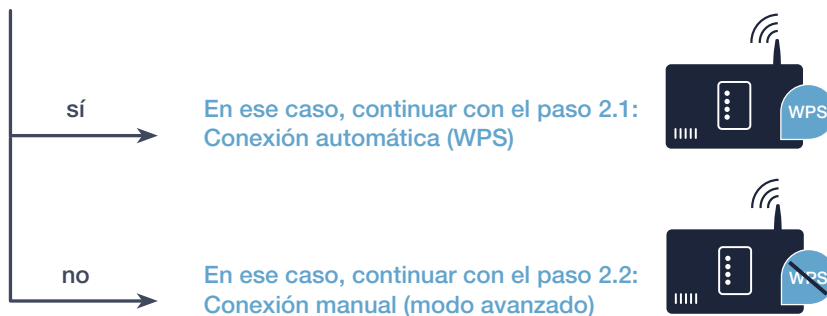 sí
En ese caso, continuar con el paso 2.1:
Conexión automática (WPS)
WPS
no
En ese caso, continuar con el paso 2.2:
Conexión manual (modo avanzado)
WPS